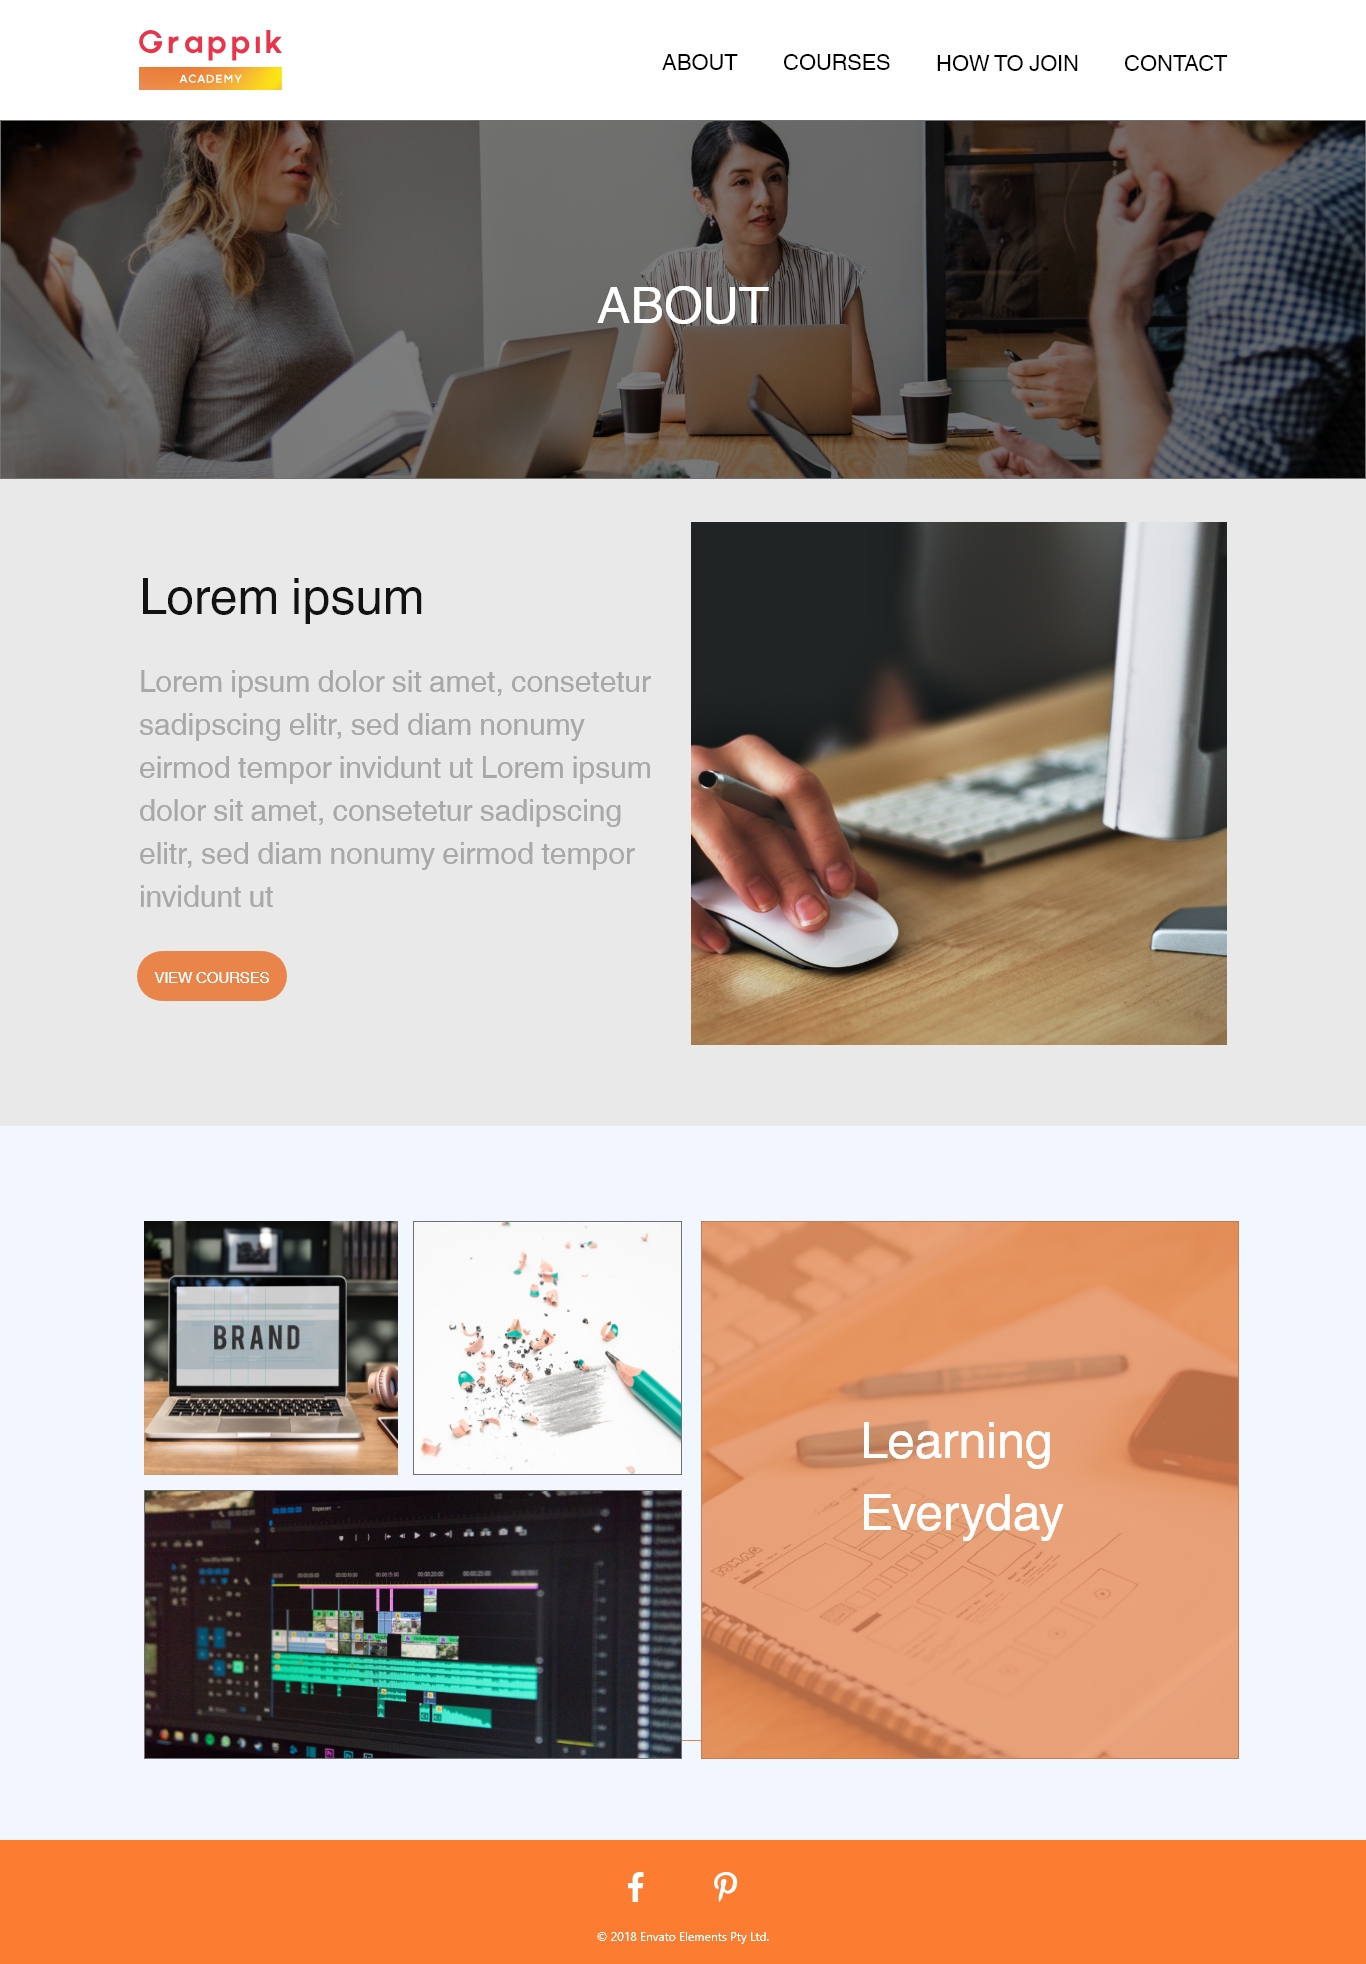 Grappik
ACADEMY
ABOUT
COURSES
HOW TO JOIN
CONTACT
ABOUT
Lorem ipsum
Lorem ipsum dolor sit amet, consetetur
sadipscing elitr, sed diam nonumy
eirmod tempor invidunt ut Lorem ipsum
dolor sit amet, consetetur sadipscing
elitr, sed diam nonumy eirmod tempor
invidunt ut
VIEW COURSES
BRAND
Learning
Everyday
© 2018 Envato Elements Pty Ltd.